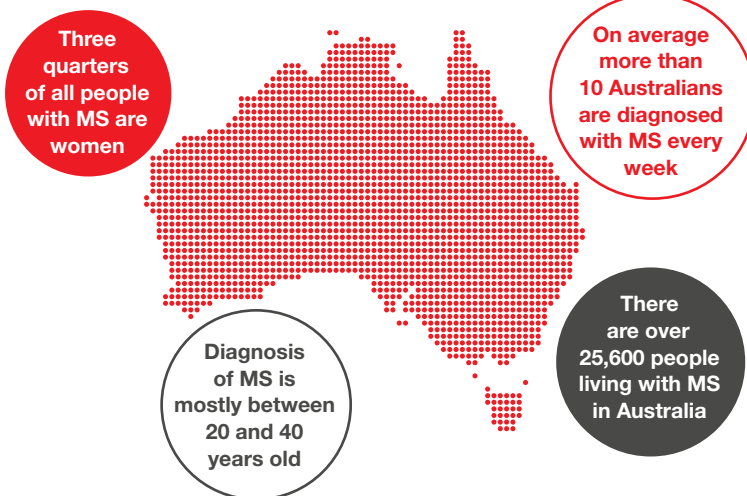 Three
quarters
of all people
with MS are
women
On average
more than
10 Australians
are diagnosed
with MS every
week
Diagnosis
of MS is
mostly between
20 and 40
years old
There
are over
25,600 people
living with MS
in Australia